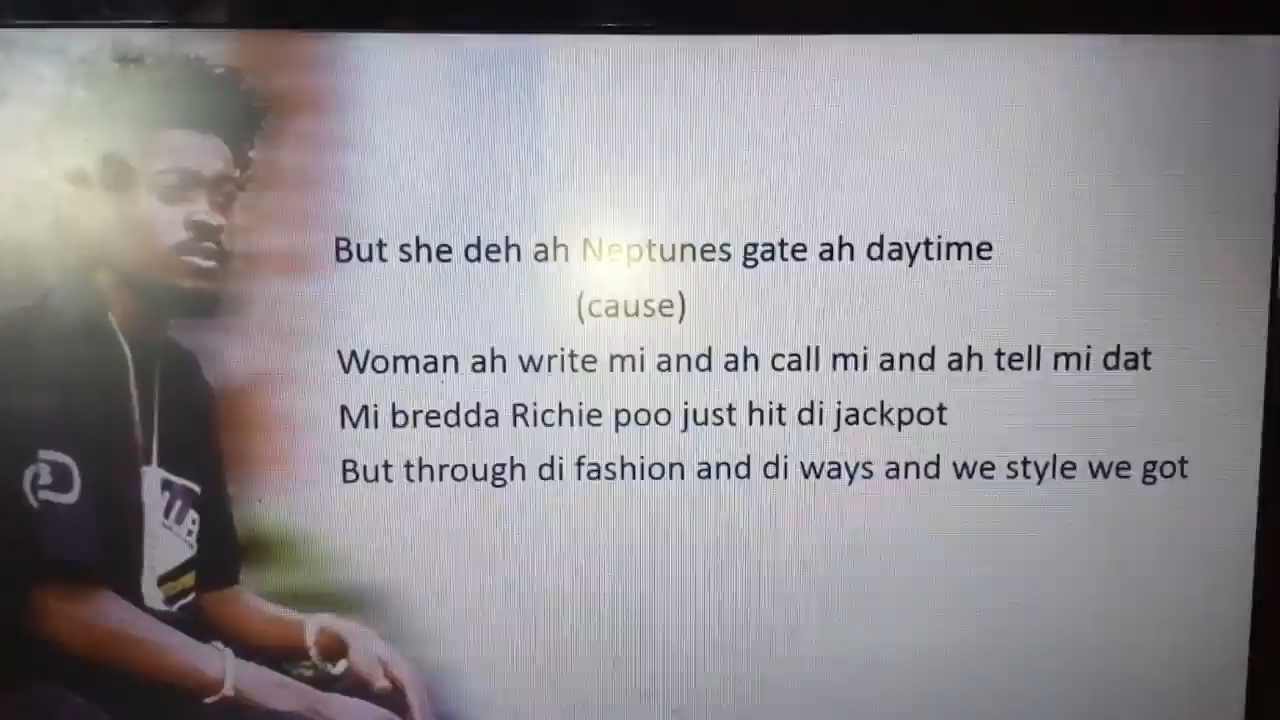 But she deh ah Neptunes gate ah daytime
(cause)
Woman ah write mi and ah call mi and ah tell mi dat
Mi bredda Richie poo just hit di jackpot
But through di fashion and di ways and we style we got